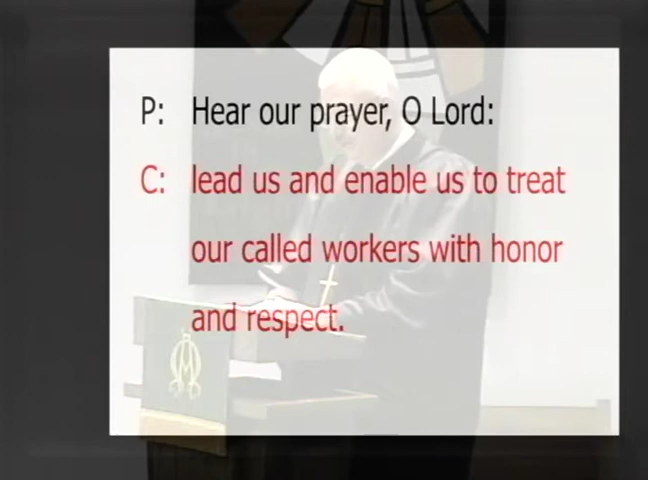 P: Hear our prayer, O Lord:
C: lead us and enable us to treat
our called workers with honor
and respect.